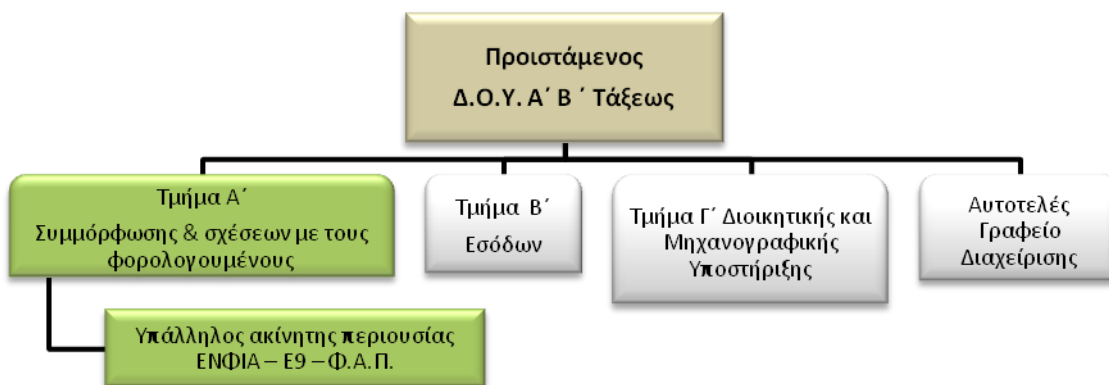 Προιστάμενος
Δ.Ο.Υ. Α΄ Β ΄ Τάξεως
Τμήμα Α΄
Συμμόρφωσης & σχέσεων με τους
φορολογουμένους
Τμήμα Β΄
Εσόδων
Τμήμα Γ΄ Διοικητικής και
Μηχανογραφικής
Υποστήριξης
Αυτοτελές
Γραφείο
Διαχείρισης
Υπάλληλος ακίνητης περιουσίας
ΕΝΦΙΑ – Ε9 – Φ.Α.Π.